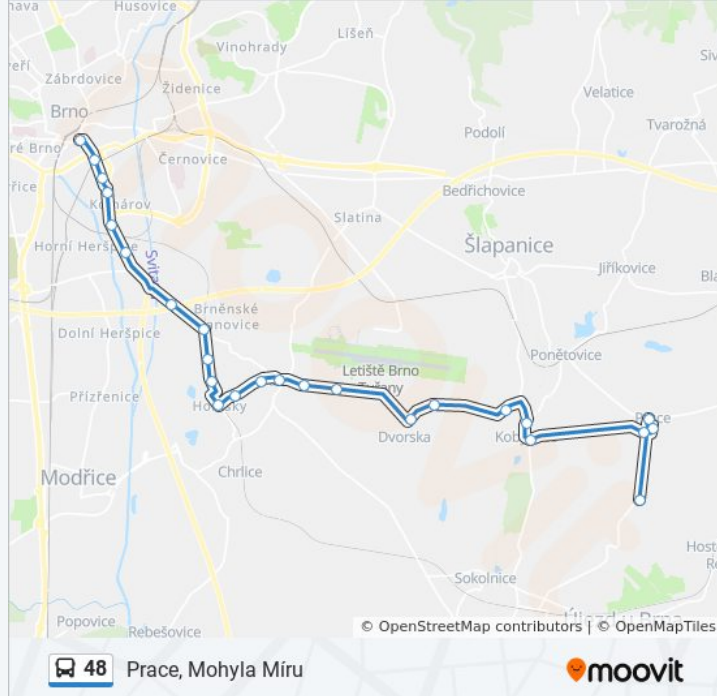 Husovice
Líšeň
Vinohrady
Zábrdovice
Židenice
Velatice
Brno
Tvarožná
Podolí
Černovice
Bedřichovice
Slatina
Šlapanice
Horní Heršpice
Jiříkovice
Brněnské
Dolní Heršpice
Ponětovice
Letiště Brno
Přízřenice
Dvorska
Chrlice
Modřice
Sokolnice
Popovice
Rebešovice
© OpenStreetMap contributors | © OpenMapTiles
48 Prace, Mohyla Míru
moovit